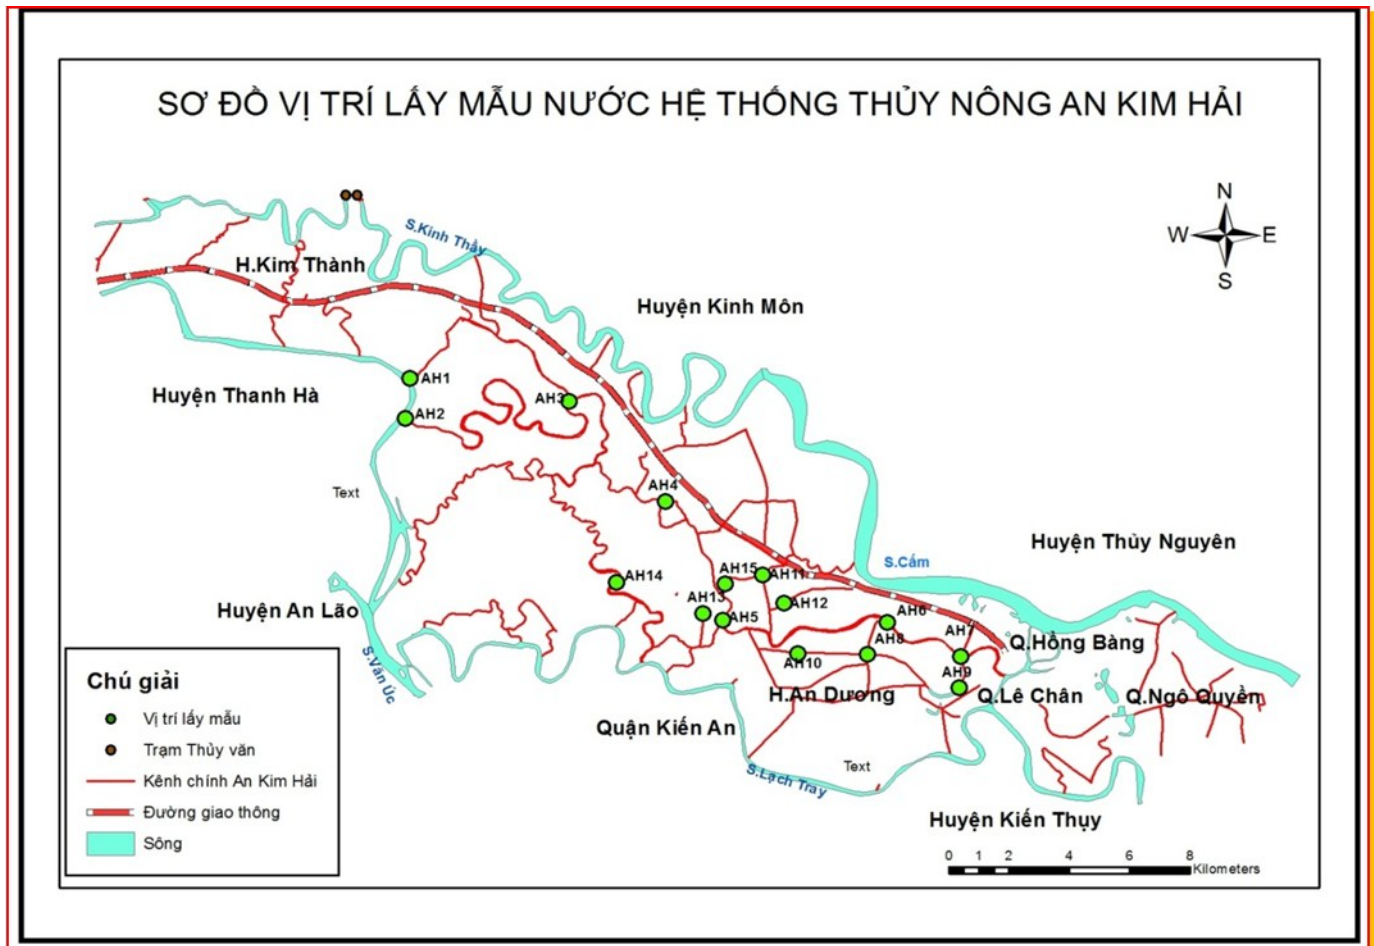 SƠ ĐỒ VỊ TRÍ LẤY MẪU NƯỚC HỆ THỐNG THỦY NÔNG AN KIM HẢI
N
W
E
S
S.Kinh Thầy
H.Kim Thành
Huyện Kinh Môn
Huyện Thanh Hà
AH1
AH3
AH2
Text
AH4
Huyện Thủy Nguyên
S.Cấm
AH14
AH15
AH11
Huyện An Lão
AH13
AH12
AH5
AH6
AH7
Q.Hồng Bàng
AH8
AH10
AH9
S.Văn Úc
H.An Dương
Q.Lê Chân
Q.Ngô Quyền
Quận Kiến An
Text
S.Lạch Tray
Huyện Kiến Thụy
Chú giải
Vị trí lấy mẫu
Trạm Thủy văn
Kênh chính An Kim Hải
Đường giao thông
Sông
0 1 2 4 6 8
Kilometers